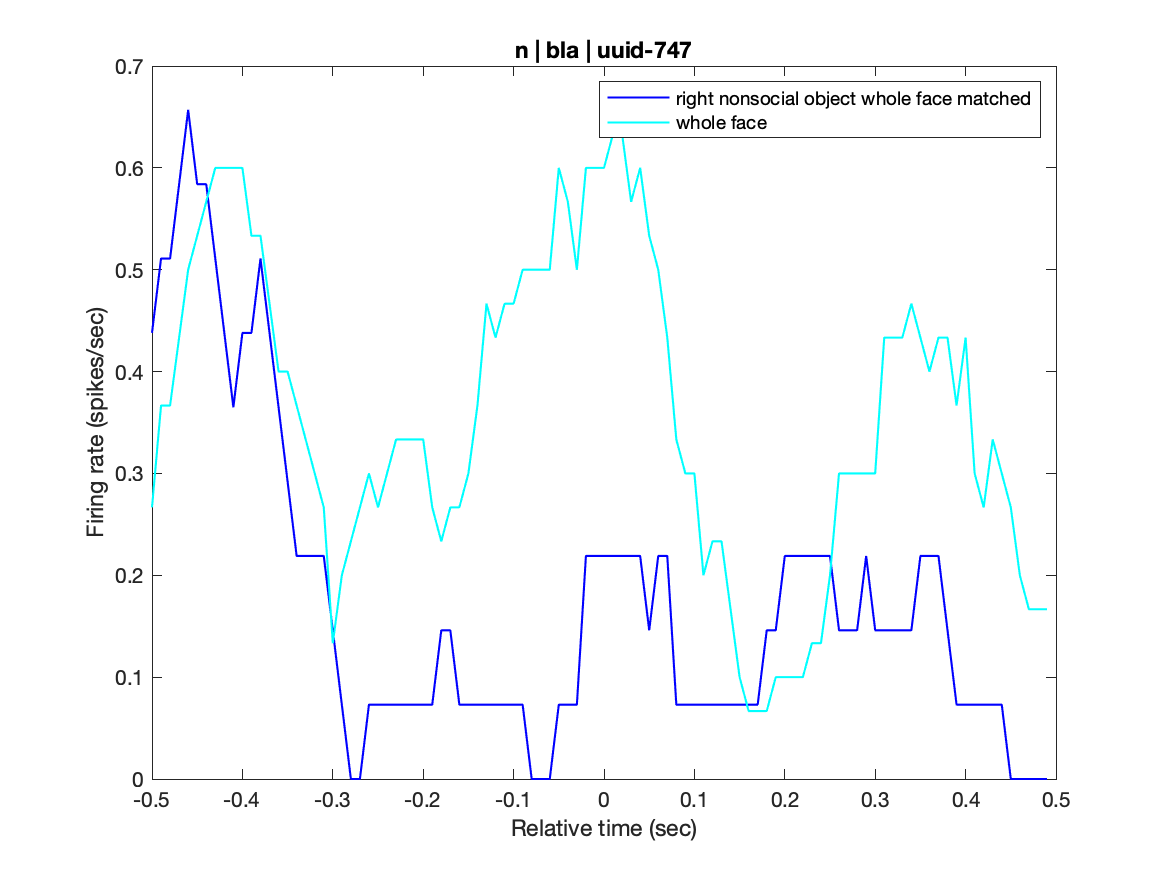 n | bla | uuid-747
0.7
0.6
0.5
0.4
0.3
0.2
0.1
0
right nonsocial object whole face matched
whole face
Firing rate (spikes/sec)
-0.5 -0.4 -0.3 -0.2 -0.1 0 0.1 0.2 0.3 0.4 0.5
Relative time (sec)